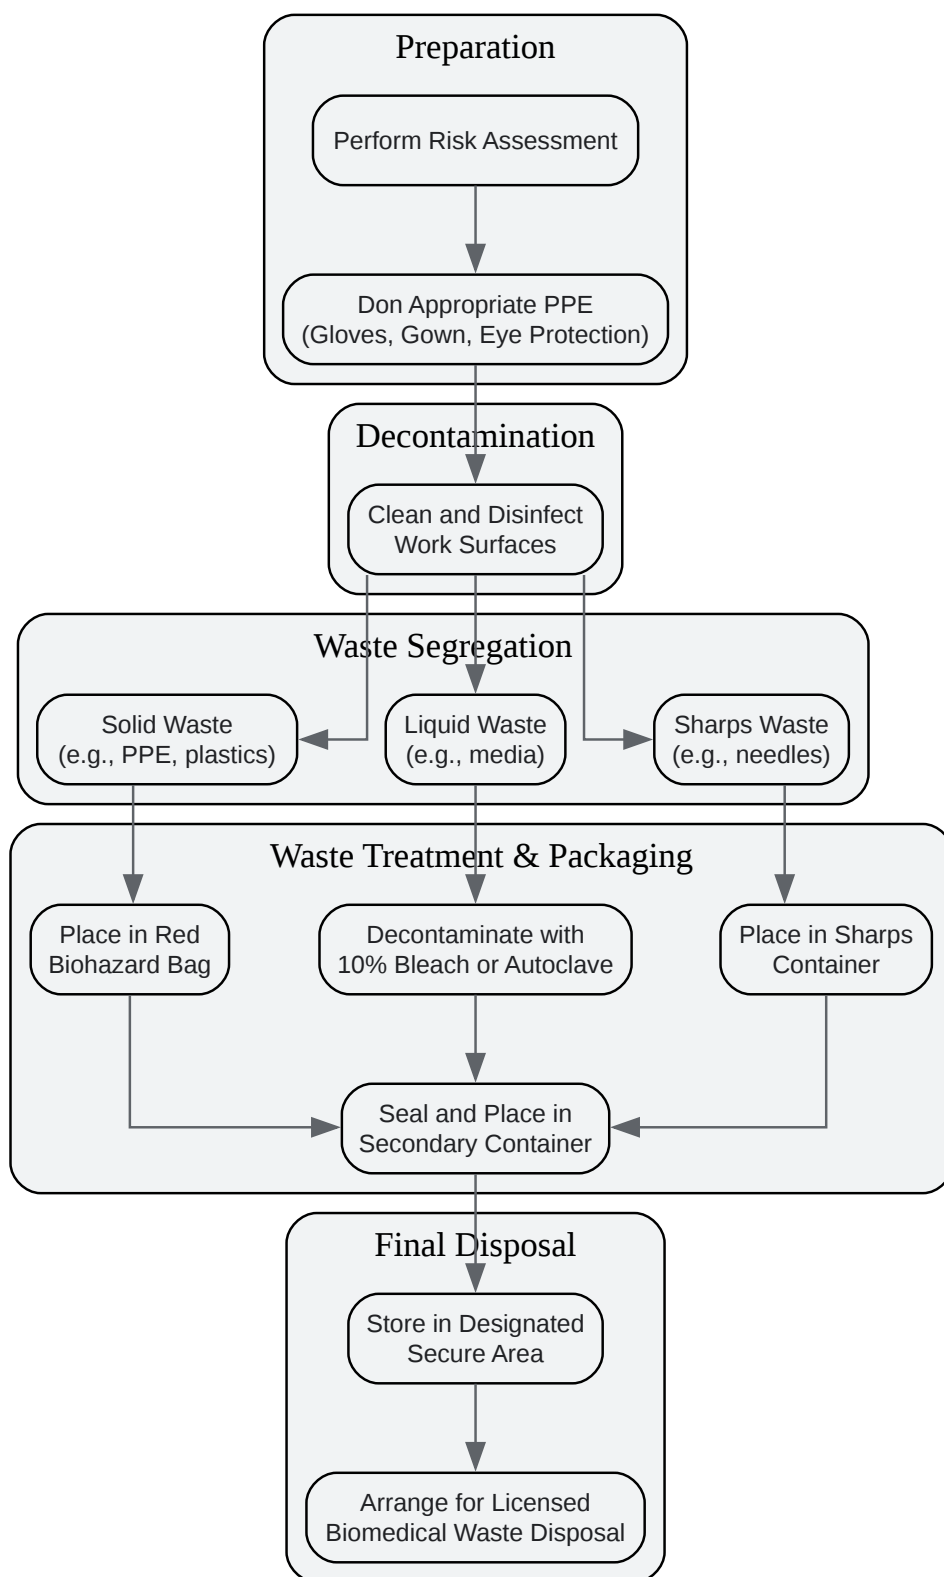 Preparation
Perform Risk Assessment
Don Appropriate PPE
(Gloves, Gown, Eye Protection)
Decontamination
Clean and Disinfect
Work Surfaces
Waste Segregation
Solid Waste
(e.g., PPE, plastics)
Liquid Waste
(e.g., media)
Sharps Waste
(e.g., needles)
Waste Treatment & Packaging
Place in Red
Biohazard Bag
Decontaminate with
10% Bleach or Autoclave
Place in Sharps
Container
Seal and Place in
Secondary Container
Final Disposal
Store in Designated
Secure Area
Arrange for Licensed
Biomedical Waste Disposal